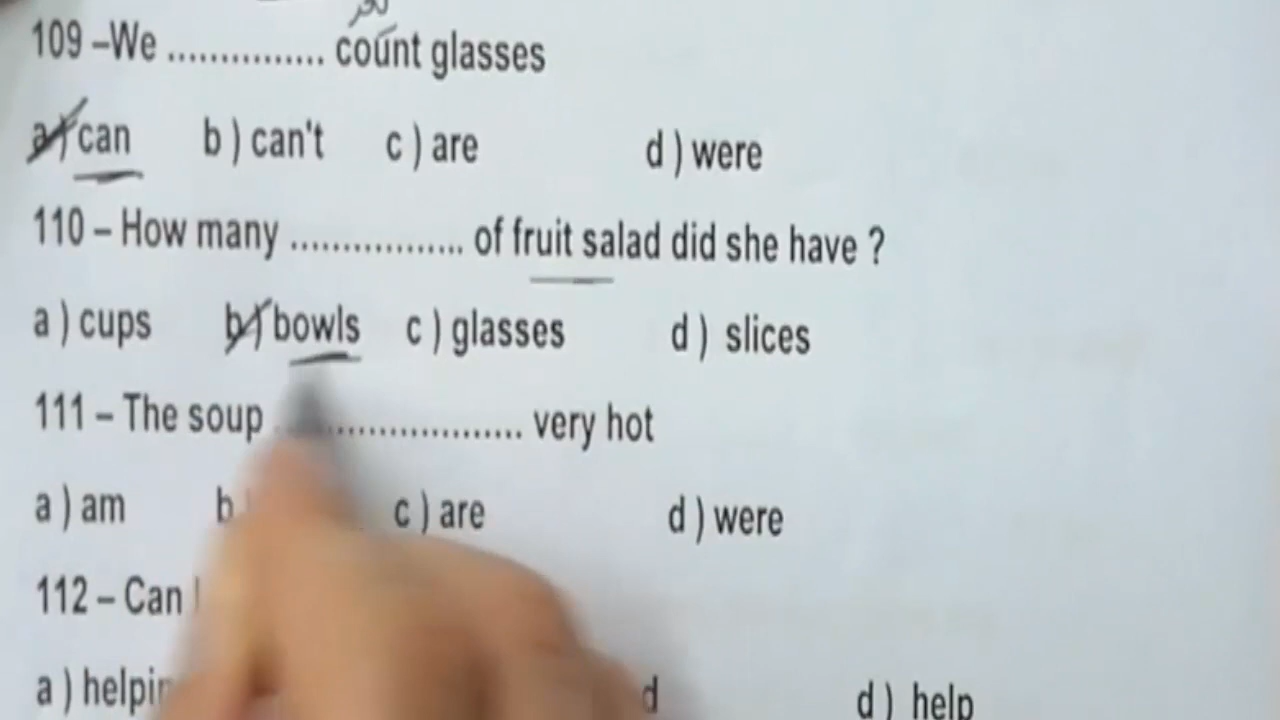 109 –We ............... count glasses
a ) can b ) can't c ) are d ) were
110 – How many ................. of fruit salad did she have ?
a ) cups b ) bowls c ) glasses d ) slices
111 – The soup ....................... very hot
a ) am b c ) are d ) were
112 – Can
a ) d ) help